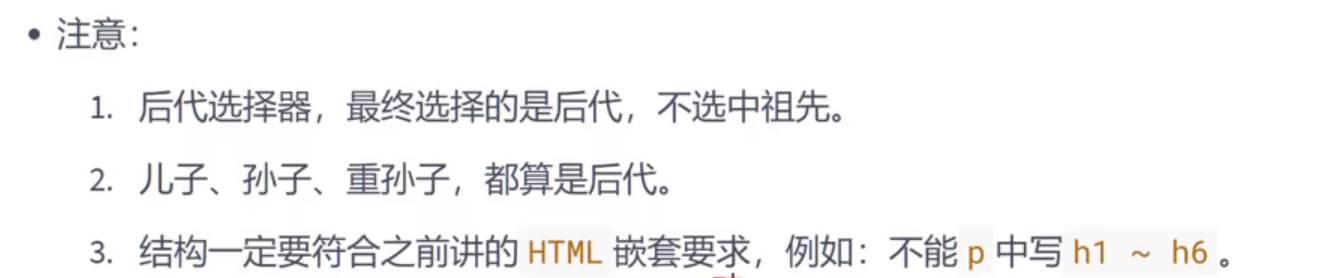 • 注意：
1. 后代选择器，最终选择的是后代，不选中祖先。
2. 儿子、孙子、重孙子，都算是后代。
3. 结构一定要符合之前讲的 HTML 嵌套要求，例如：不能 p 中写 h1 ~ h6 。